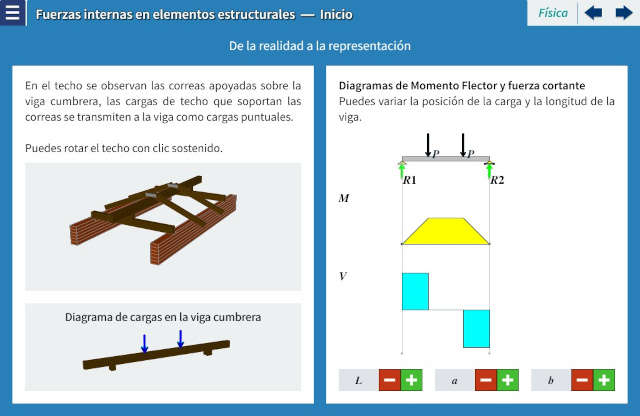 Fuerzas internas en elementos estructurales — Inicio
Física
De la realidad a la representación
En el techo se observan las correas apoyadas sobre la
viga cumbrera, las cargas de techo que soportan las
correas se transmiten a la viga como cargas puntuales.
Puedes rotar el techo con clic sostenido.
Diagrama de cargas en la viga cumbrera
Diagramas de Momento Flector y fuerza cortante
Puedes variar la posición de la carga y la longitud de la
viga.
P P
R1 R2
M
V
L − + a − + b − +